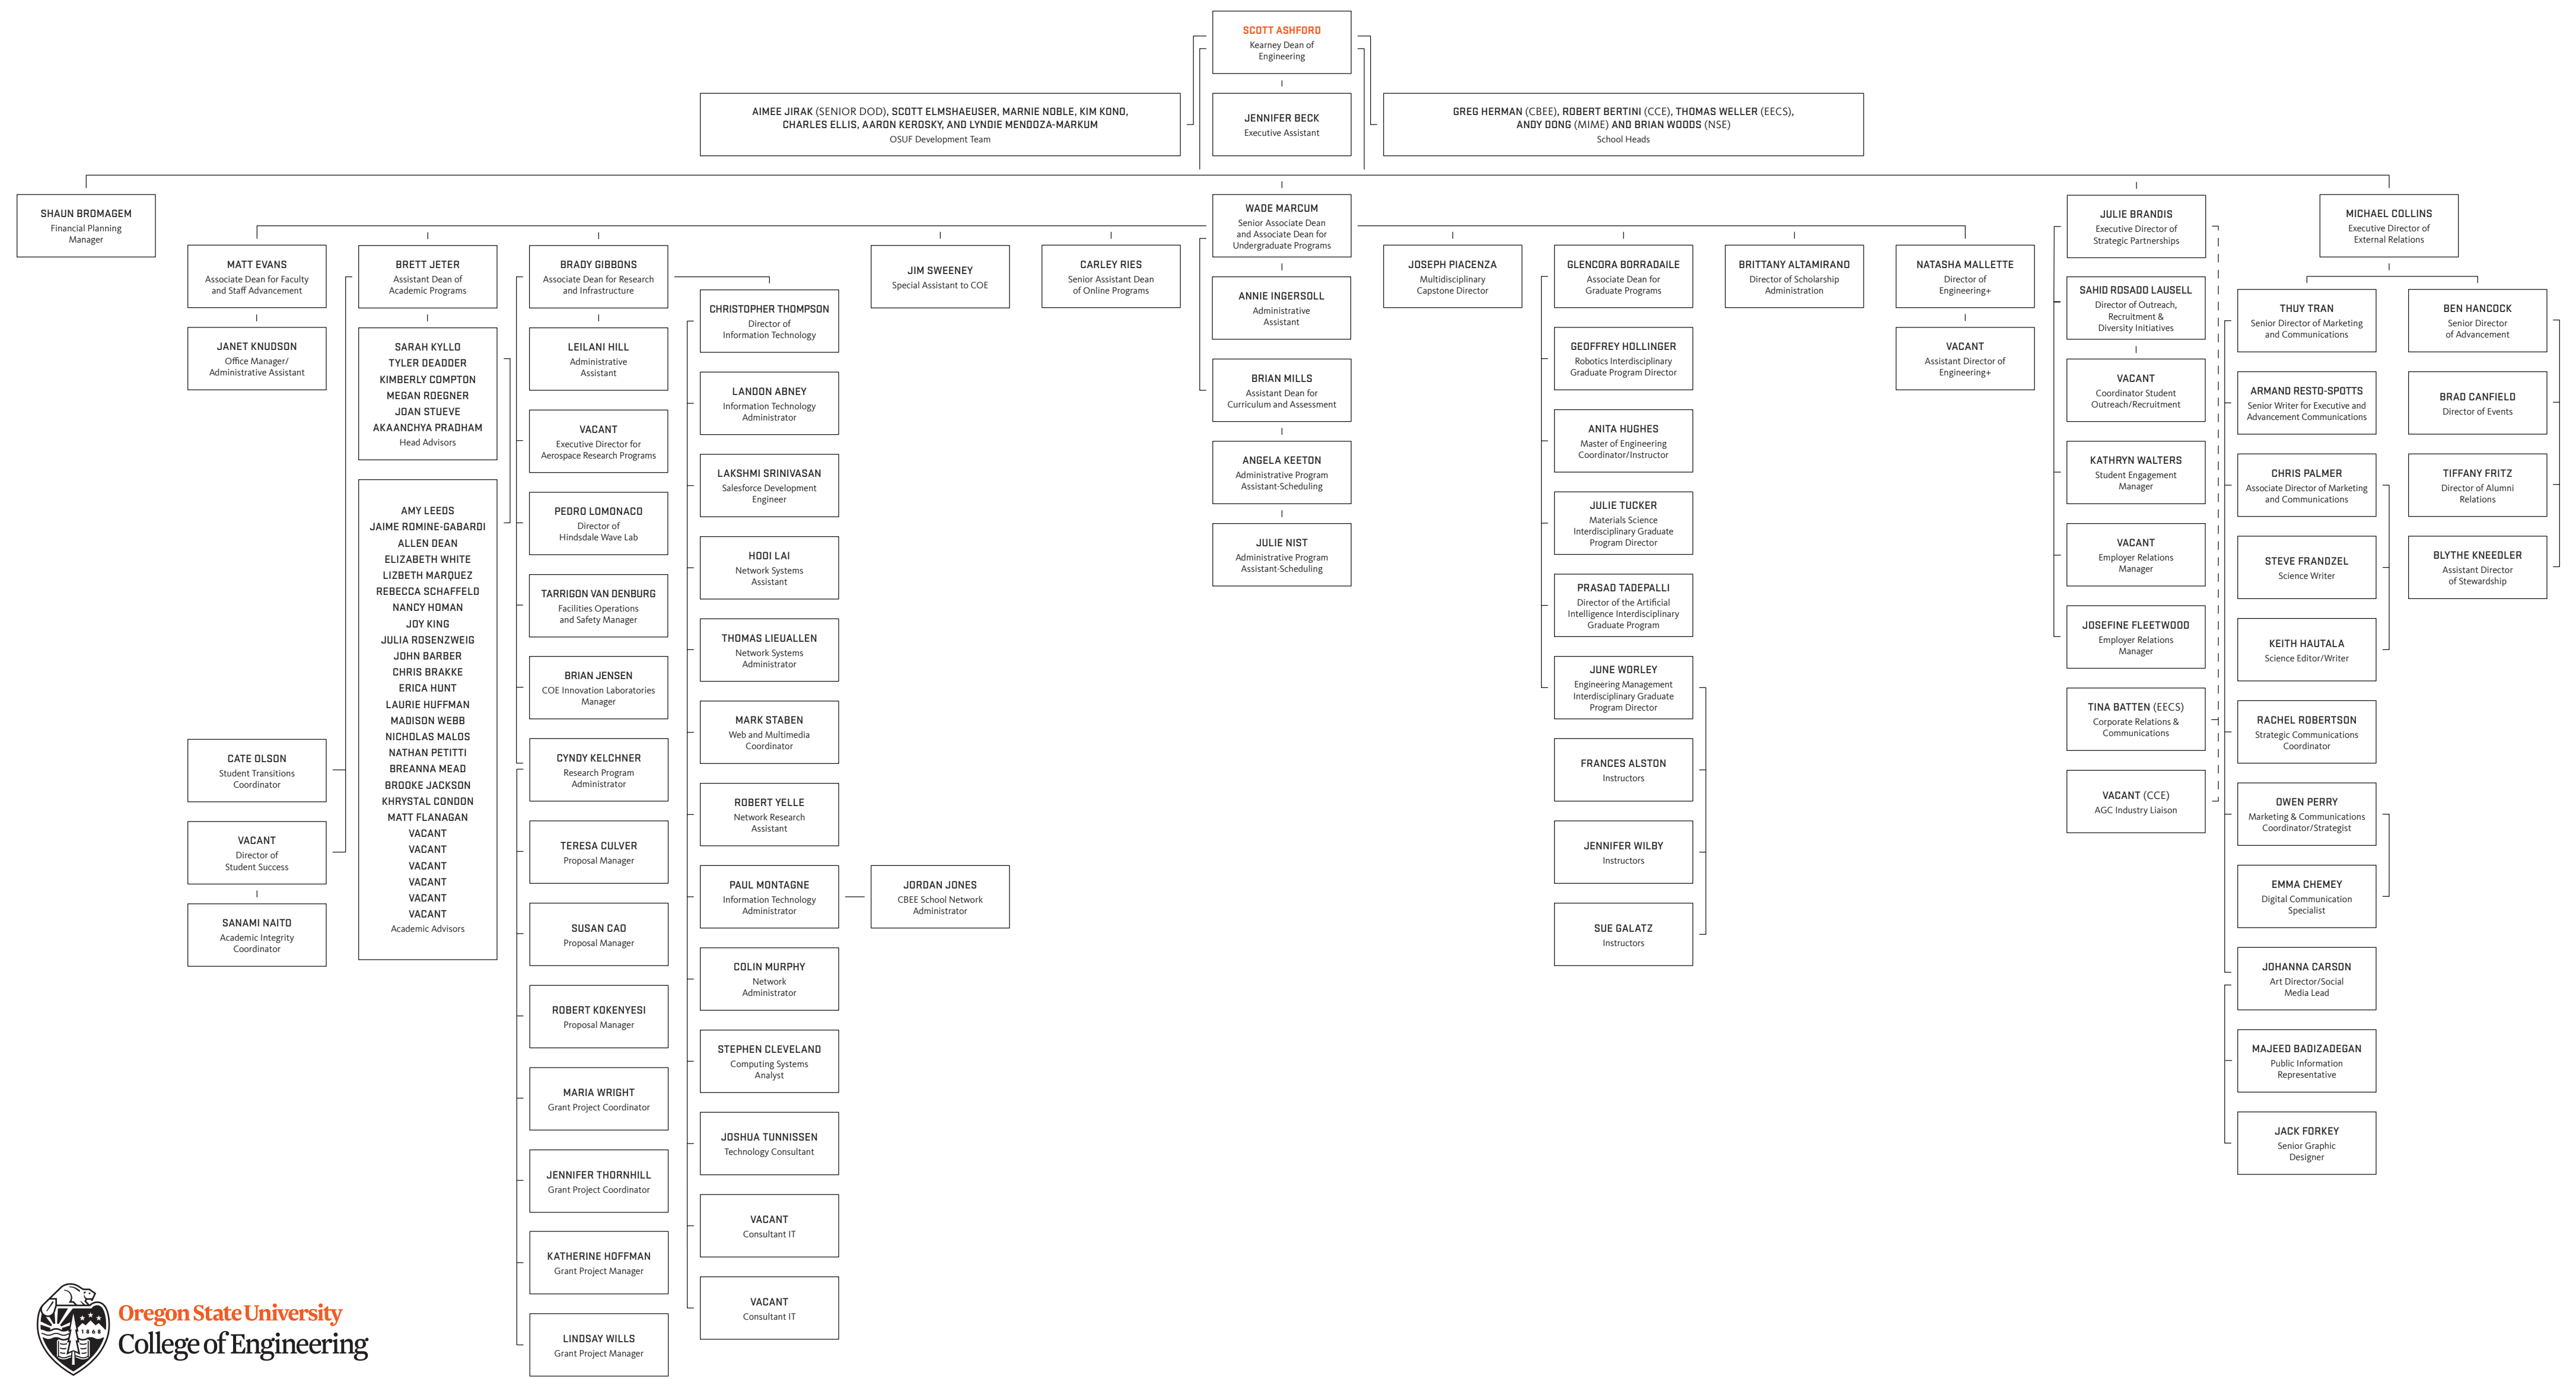 SCOTT ASHFORD
Kearney Dean of
Engineering
AIMEE JIRAK (SENIOR DOD), SCOTT ELMSHAEUSER, MARNIE NOBLE, KIM KONO,
CHARLES ELLIS, AARON KEROSKY, AND LYNDIE MENDOZA-MARKUM
OSUF Development Team
JENNIFER BECK
Executive Assistant
GREG HERMAN (CBEE), ROBERT BERTINI (CCE), THOMAS WELLER (EECS),
ANDY DONG (MIME) AND BRIAN WOODS (NSE)
School Heads
SHAUN BROMAGEM
Financial Planning
Manager
WADE MARCUM
Senior Associate Dean
and Associate Dean for
Undergraduate Programs
JULIE BRANDIS
Executive Director of
Strategic Partnerships
MICHAEL COLLINS
Executive Director of
External Relations
MATT EVANS
Associate Dean for Faculty
and Staff Advancement
JANET KNUDSON
Office Manager/
Administrative Assistant
CATE OLSON
Student Transitions
Coordinator
VACANT
Director of
Student Success
SANAMI NAITO
Academic Integrity
Coordinator
BRETT JETER
Assistant Dean of
Academic Programs
SARAH KYLLO
TYLER DEADDER
KIMBERLY COMPTON
MEGAN ROEGNER
JOAN STUEVE
AKAANCHYA PRADHAM
Head Advisors
AMY LEEDS
JAIME ROMINE-GABARDI
ALLEN DEAN
ELIZABETH WHITE
LIZBETH MARQUEZ
REBECCA SCHAFFELD
NANCY HOMAN
JOY KING
JULIA ROSENZWEIG
JOHN BARBER
CHRIS BRAKKE
ERICA HUNT
LAURIE HUFFMAN
MADISON WEBB
NICHOLAS MALOS
NATHAN PETITTI
BREANNA MEAD
BROOKE JACKSON
KHRYSTAL CONDON
MATT FLANAGAN
VACANT
VACANT
VACANT
VACANT
VACANT
VACANT
Academic Advisors
BRADY GIBBONS
Associate Dean for Research
and Infrastructure
LEILANI HILL
Administrative
Assistant
VACANT
Executive Director for
Aerospace Research Programs
PEDRO LOMONACO
Director of
Hindsdale Wave Lab
TARRIGON VAN DENBURG
Facilities Operations
and Safety Manager
BRIAN JENSEN
COE Innovation Laboratories
Manager
CYNDY KELCHNER
Research Program
Administrator
TERESA CULVER
Proposal Manager
SUSAN CAO
Proposal Manager
ROBERT KOKENYESI
Proposal Manager
MARIA WRIGHT
Grant Project Coordinator
JENNIFER THORNHILL
Grant Project Coordinator
KATHERINE HOFFMAN
Grant Project Manager
LINDSAY WILLS
Grant Project Manager
CHRISTOPHER THOMPSON
Director of
Information Technology
LANDON ABNEY
Information Technology
Administrator
LAKSHMI SRINIVASAN
Salesforce Development
Engineer
HOOI LAI
Network Systems
Assistant
THOMAS LIEUALLEN
Network Systems
Administrator
MARK STABEN
Web and Multimedia
Coordinator
ROBERT YELLE
Network Research
Assistant
PAUL MONTAGNE
Information Technology
Administrator
JORDAN JONES
CBEE School Network
Administrator
COLIN MURPHY
Network
Administrator
STEPHEN CLEVELAND
Computing Systems
Analyst
JOSHUA TUNNISSEN
Technology Consultant
VACANT
Consultant IT
VACANT
Consultant IT
JIM SWEENEY
Special Assistant to COE
CARLEY RIES
Senior Assistant Dean
of Online Programs
ANNIE INGERSOLL
Administrative
Assistant
BRIAN MILLS
Assistant Dean for
Curriculum and Assessment
ANGELA KEETON
Administrative Program
Assistant-Scheduling
JULIE NIST
Administrative Program
Assistant-Scheduling
JOSEPH PIACENZA
Multidisciplinary
Capstone Director
GLENCORA BORRADAILE
Associate Dean for
Graduate Programs
GEOFFREY HOLLINGER
Robotics Interdisciplinary
Graduate Program Director
ANITA HUGHES
Master of Engineering
Coordinator/Instructor
JULIE TUCKER
Materials Science
Interdisciplinary Graduate
Program Director
PRASAD TADEPALLI
Director of the Artificial
Intelligence Interdisciplinary
Graduate Program
JUNE WORLEY
Engineering Management
Interdisciplinary Graduate
Program Director
FRANCES ALSTON
Instructors
JENNIFER WILBY
Instructors
SUE GALATZ
Instructors
BRITTANY ALTAMIRANO
Director of Scholarship
Administration
NATASHA MALLETTE
Director of
Engineering+
VACANT
Assistant Director of
Engineering+
SAHID ROSADO LAUSELL
Director of Outreach,
Recruitment &
Diversity Initiatives
VACANT
Coordinator Student
Outreach/Recruitment
KATHRYN WALTERS
Student Engagement
Manager
VACANT
Employer Relations
Manager
JOSEFINE FLEETWOOD
Employer Relations
Manager
TINA BATTEN (EECS)
Corporate Relations &
Communications
VACANT (CCE)
AGC Industry Liaison
THUY TRAN
Senior Director of Marketing
and Communications
ARMAND RESTO-SPOTTS
Senior Writer for Executive and
Advancement Communications
CHRIS PALMER
Associate Director of Marketing
and Communications
STEVE FRANDZEL
Science Writer
KEITH HAUTALA
Science Editor/Writer
RACHEL ROBERTSON
Strategic Communications
Coordinator
OWEN PERRY
Marketing & Communications
Coordinator/Strategist
EMMA CHEMEY
Digital Communication
Specialist
JOHANNA CARSON
Art Director/Social
Media Lead
MAJEED BADIZADEGAN
Public Information
Representative
JACK FORKEY
Senior Graphic
Designer
BEN HANCOCK
Senior Director
of Advancement
BRAD CANFIELD
Director of Events
TIFFANY FRITZ
Director of Alumni
Relations
BLYTHE KNEEDLER
Assistant Director
of Stewardship
1868
Oregon State University
College of Engineering